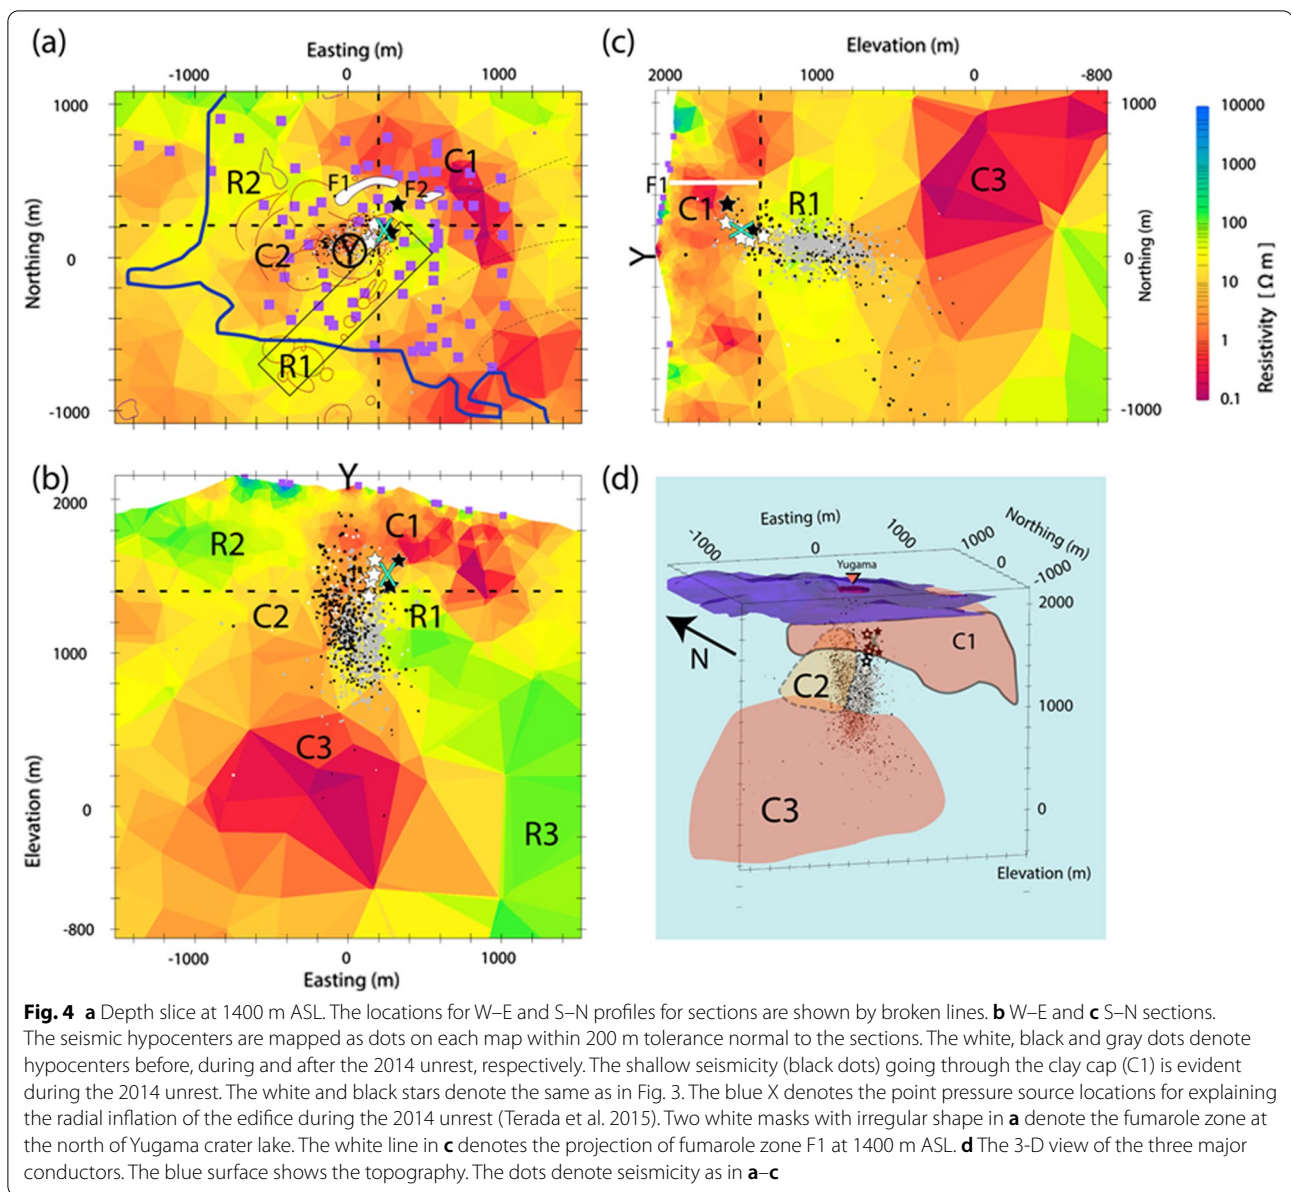 (a)
Easting (m)
-1000 0 1000
Northing (m)
1000
0
-1000
R2
F1
F2
C1
C2
Y
R1
(c)
Elevation (m)
2000 1000 0 -800
F1
C1
R1
C3
Y
1000
0
-1000
Northing (m)
10000
1000
100
10
1
0.1
Resistivity [ Ω m ]
(b)
Y
2000
1000
0
-800
Elevation (m)
R2
C1
C2
R1
C3
R3
-1000 0 1000
Easting (m)
(d)
Easting (m)
-1000
0
1000
Northing (m)
1000
0
-1000
Yugama
2000
1000
0
Elevation (m)
N
C1
C2
C3
Fig. 4 a Depth slice at 1400 m ASL. The locations for W–E and S–N profiles for sections are shown by broken lines. b W–E and c S–N sections.
The seismic hypocenters are mapped as dots on each map within 200 m tolerance normal to the sections. The white, black and gray dots denote
hypocenters before, during and after the 2014 unrest, respectively. The shallow seismicity (black dots) going through the clay cap (C1) is evident
during the 2014 unrest. The white and black stars denote the same as in Fig. 3. The blue X denotes the point pressure source locations for explaining
the radial inflation of the edifice during the 2014 unrest (Terada et al. 2015). Two white masks with irregular shape in a denote the fumarole zone at
the north of Yugama crater lake. The white line in c denotes the projection of fumarole zone F1 at 1400 m ASL. d The 3-D view of the three major
conductors. The blue surface shows the topography. The dots denote seismicity as in a–c